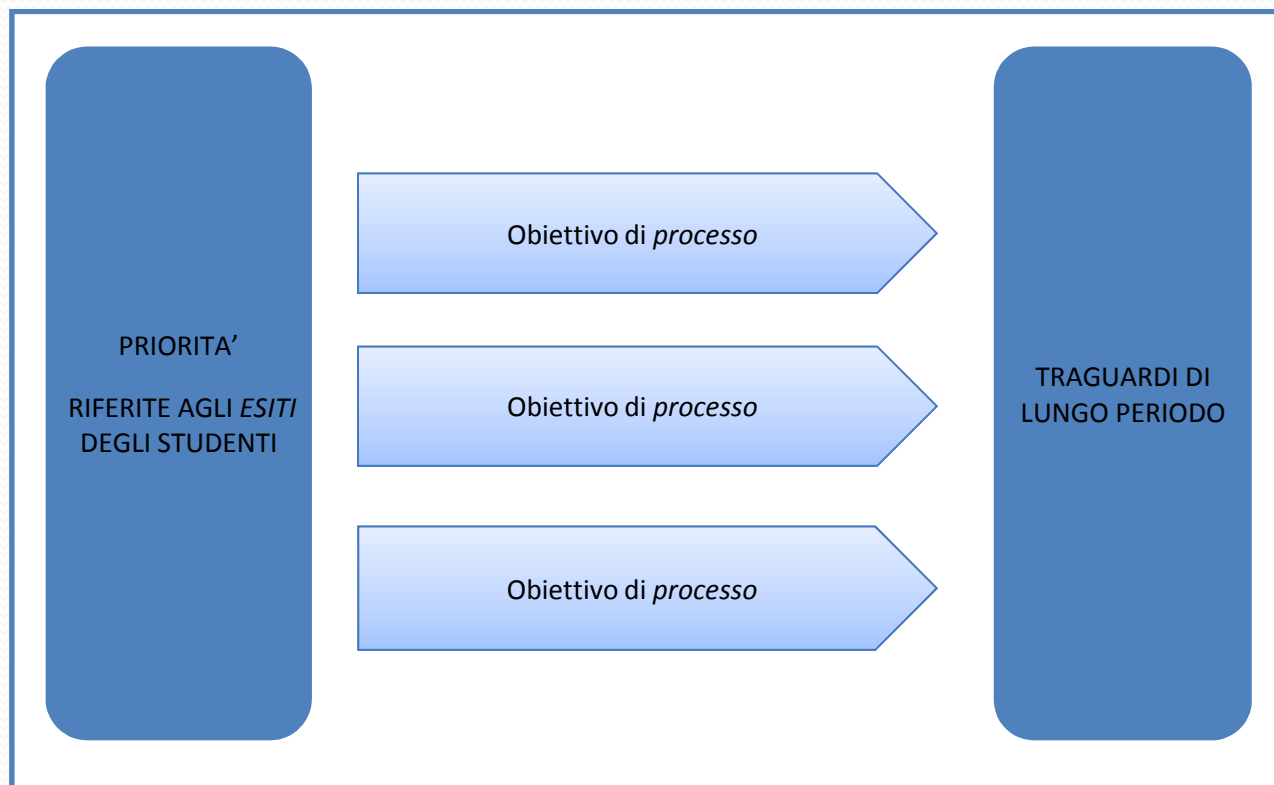 PRIORITA’
RIFERITE AGLI ESITI
DEGLI STUDENTI
Obiettivo di processo
Obiettivo di processo
Obiettivo di processo
TRAGUARDI DI
LUNGO PERIODO